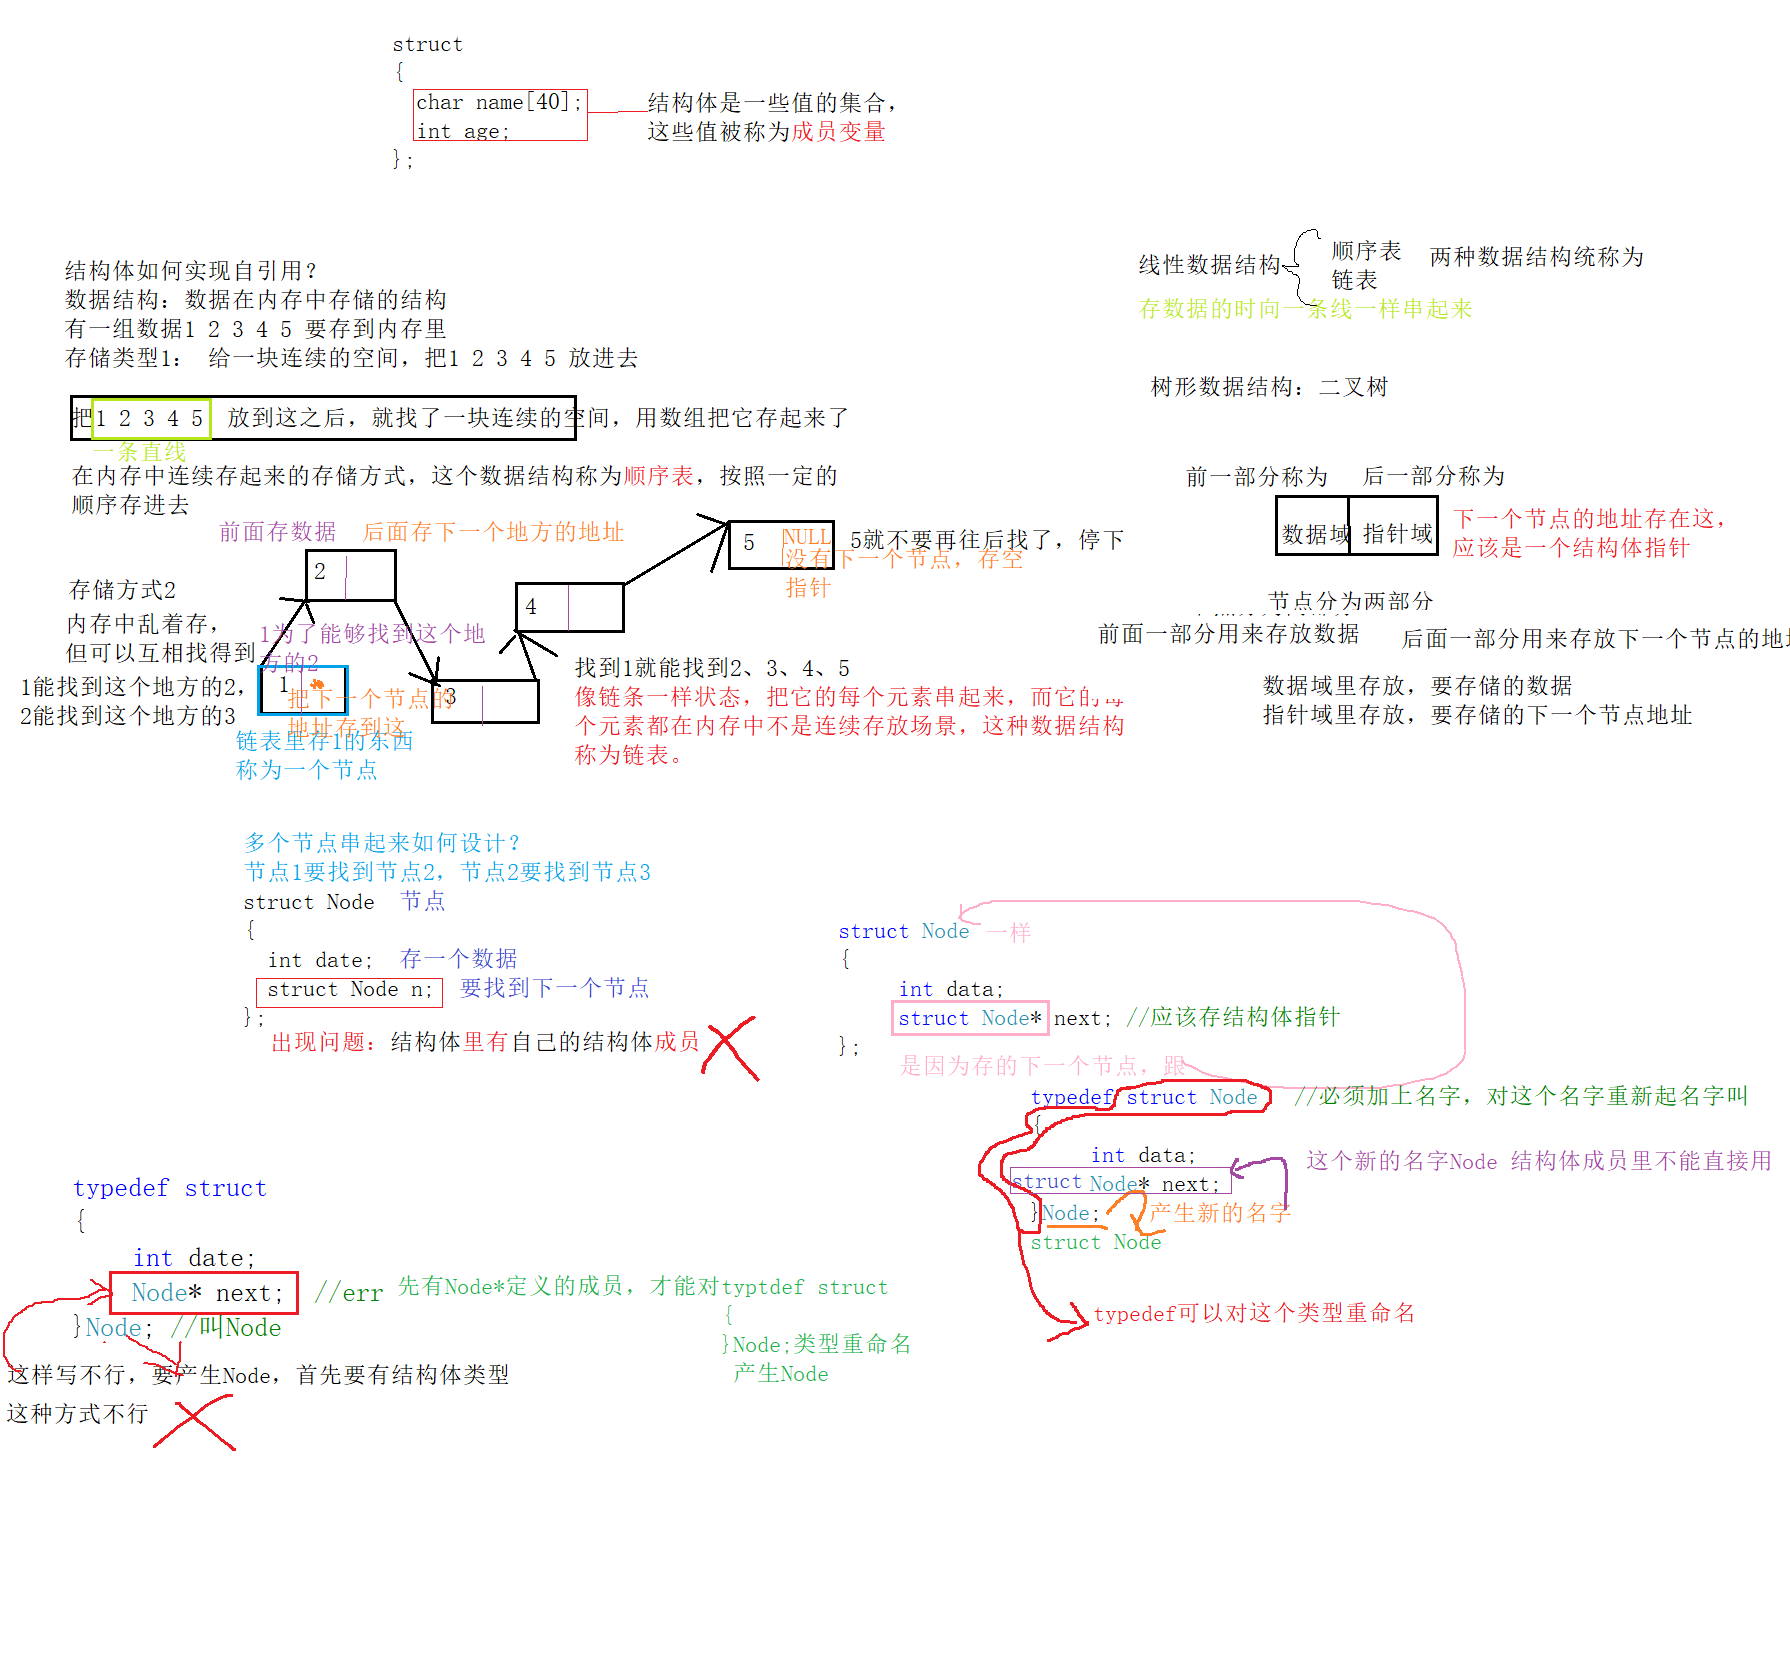 struct
{
char name[40];
int age;
};
结构体是一些值的集合，
这些值被称为成员变量
结构体如何实现自引用？
数据结构：数据在内存中存储的结构
有一组数据1 2 3 4 5 要存到内存里
存储类型1： 给一块连续的空间，把1 2 3 4 5 放进去
线性数据结构
顺序表
链表
两种数据结构统称为
存数据的时向一条线一样串起来
树形数据结构：二叉树
把1 2 3 4 5 放到这之后，就找了一块连续的空间，用数组把它存起来了
一条直线
在内存中连续存起来的存储方式，这个数据结构称为顺序表，按照一定的
顺序存进去
前一部分称为
后一部分称为
数据域
指针域
下一个节点的地址存在这，
应该是一个结构体指针
节点分为两部分
前面一部分用来存放数据
后面一部分用来存放下一个节点的地
数据域里存放，要存储的数据
指针域里存放，要存储的下一个节点地址
前面存数据
后面存下一个地方的地址
存储方式2
内存中乱着存，
但可以互相找得到
1能找到这个地方的2，
2能找到这个地方的3
2
1为了能够找到这个地
方的2
1
把下一个节点的
地址存到这
3
4
5
NULL
没有下一个节点，存空
指针
5就不要再往后找了，停下
链表里存1的东西
称为一个节点
找到1就能找到2、3、4、5
像链条一样状态，把它的每个元素串起来，而它的每
个元素都在内存中不是连续存放场景，这种数据结构
称为链表。
多个节点串起来如何设计？
节点1要找到节点2，节点2要找到节点3
struct Node 节点
{
int date; 存一个数据
struct Node n; 要找到下一个节点
};
出现问题：结构体里有自己的结构体成员
struct Node 一样
{
int data;
struct Node* next; //应该存结构体指针
};
是因为存的下一个节点，跟
typedef struct Node //必须加上名字，对这个名字重新起名字叫
{
int data;
struct Node* next;
这个新的名字Node 结构体成员里不能直接用
}Node; 产生新的名字
struct Node
typedef可以对这个类型重命名
typedef struct
{
int date;
Node* next; //err
}Node; //叫Node
先有Node*定义的成员，才能对typtdef struct
{
}Node;类型重命名
产生Node
这样写不行，要产生Node，首先要有结构体类型
这种方式不行